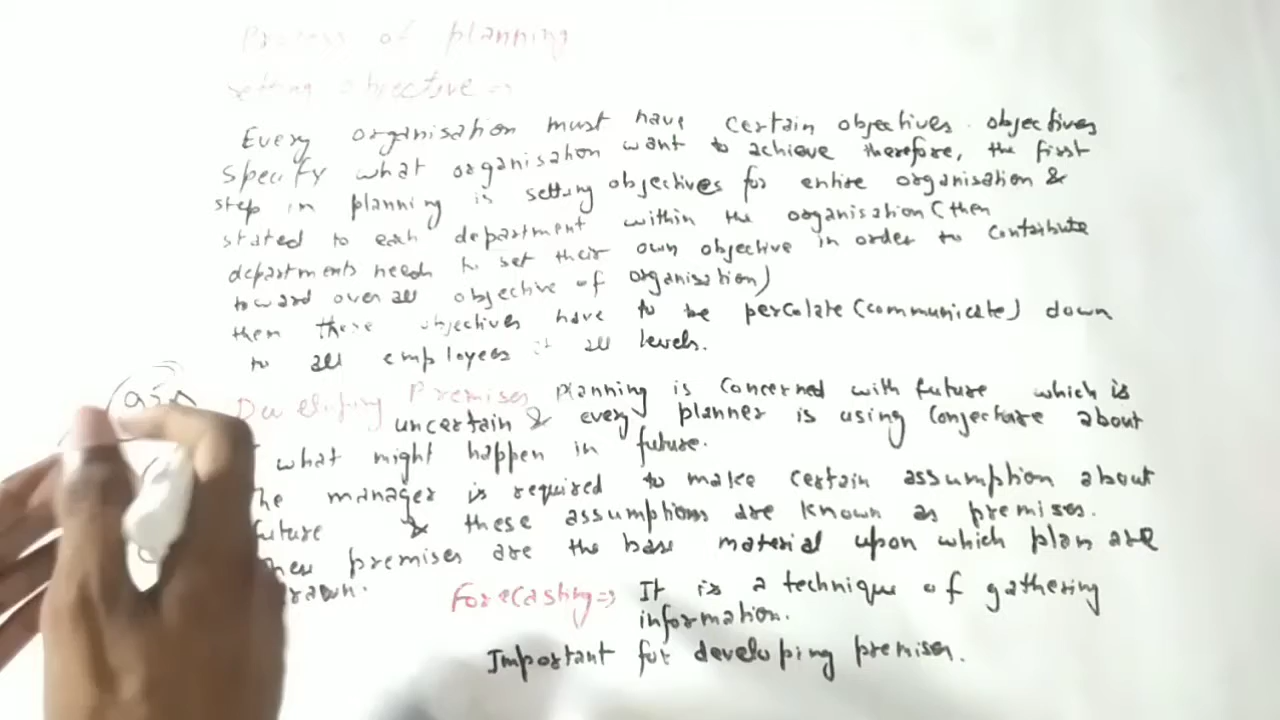 Process of planning
setting objective ⇒
Every organisation must have certain objectives. objectives
specify what organisation want to achieve therefore, the first
step in planning is setting objectives for entire organisation &
stated to each department within the organisation (then
departments need to set their own objective in order to contribute
toward over all objective of organisation)
then these objectives have to be percolate (communicate) down
to all employees at all levels.
Developing Premises planning is concerned with future which is
uncertain & every planner is using conjecture about
what might happen in future.
The manager is required to make certain assumption about
future & these assumptions are known as premises.
premises are the base material upon which plan are
drawn.
forecasting ⇒ It is a technique of gathering
information.
Important for developing premises.